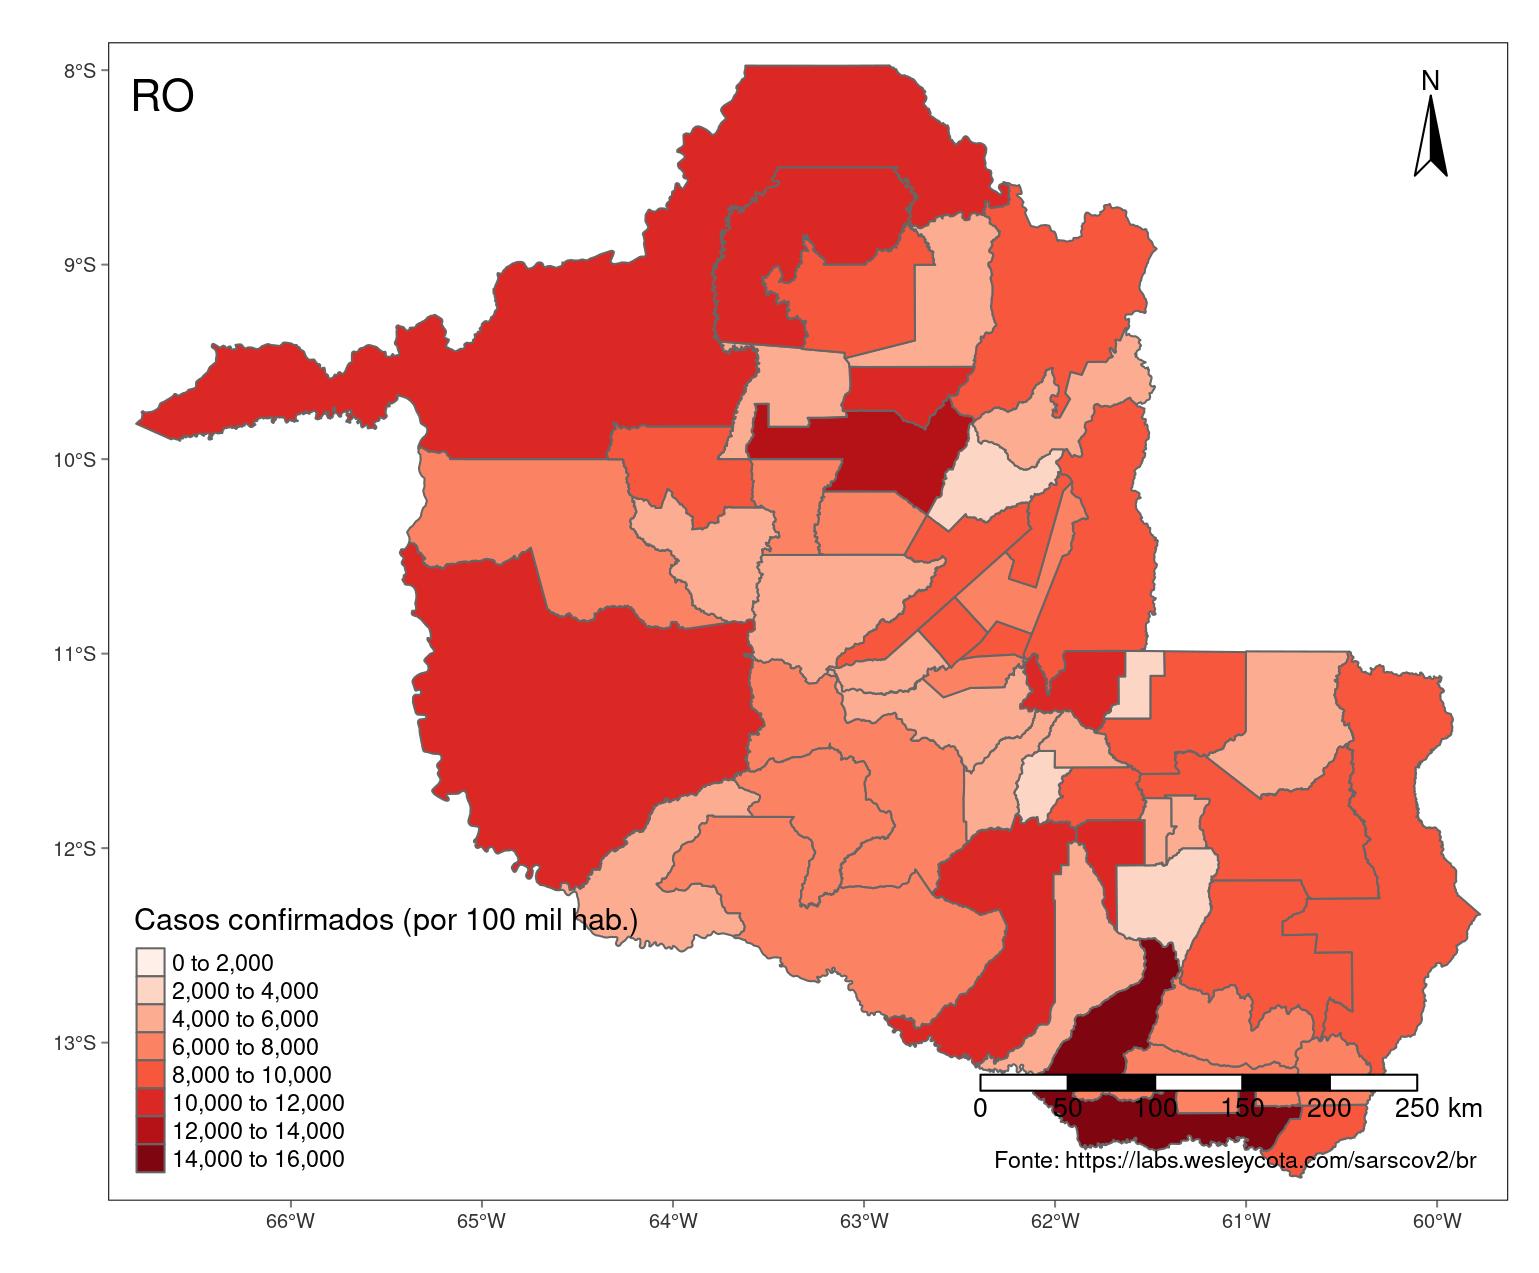 RO
N
8°S
9°S
10°S
11°S
12°S
13°S
Casos confirmados (por 100 mil hab.)
0 to 2,000
2,000 to 4,000
4,000 to 6,000
6,000 to 8,000
8,000 to 10,000
10,000 to 12,000
12,000 to 14,000
14,000 to 16,000
0 50 100 150 200 250 km
Fonte: https://labs.wesleycota.com/sarscov2/br
66°W 65°W 64°W 63°W 62°W 61°W 60°W